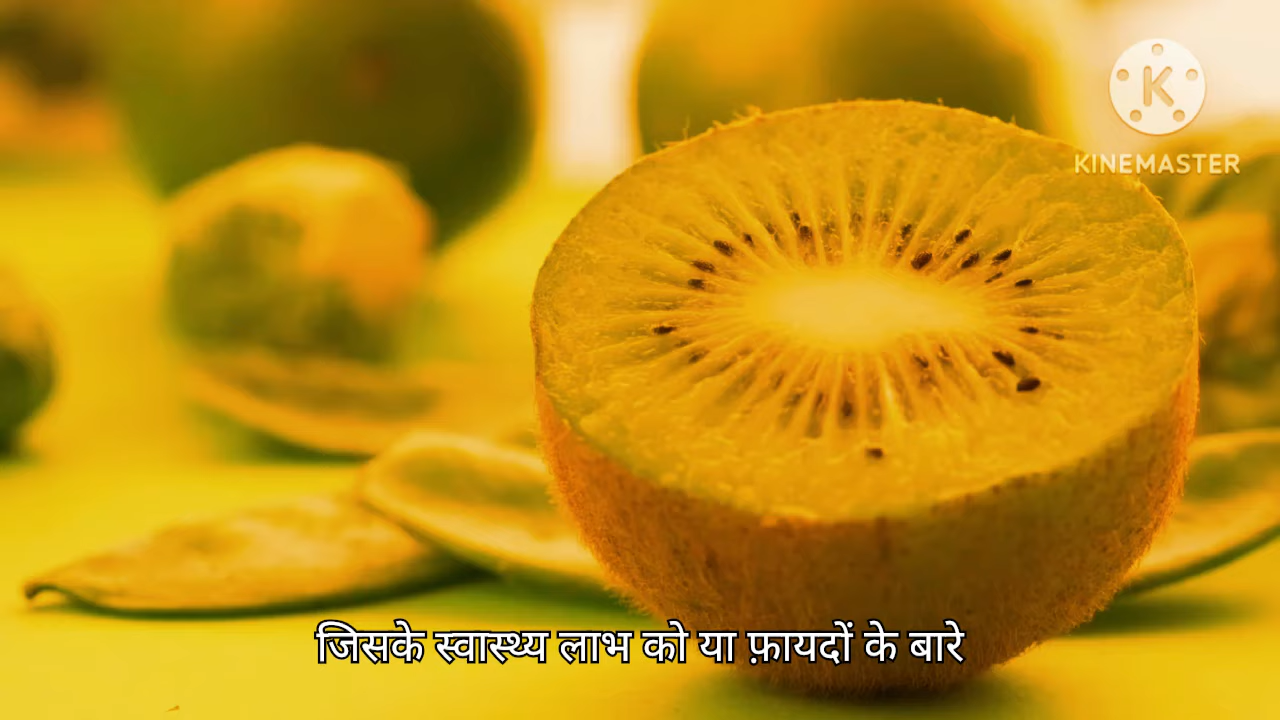 K
KINEMASTER
जिसके स्वास्थ्य लाभ को या फ़ायदों के बारे